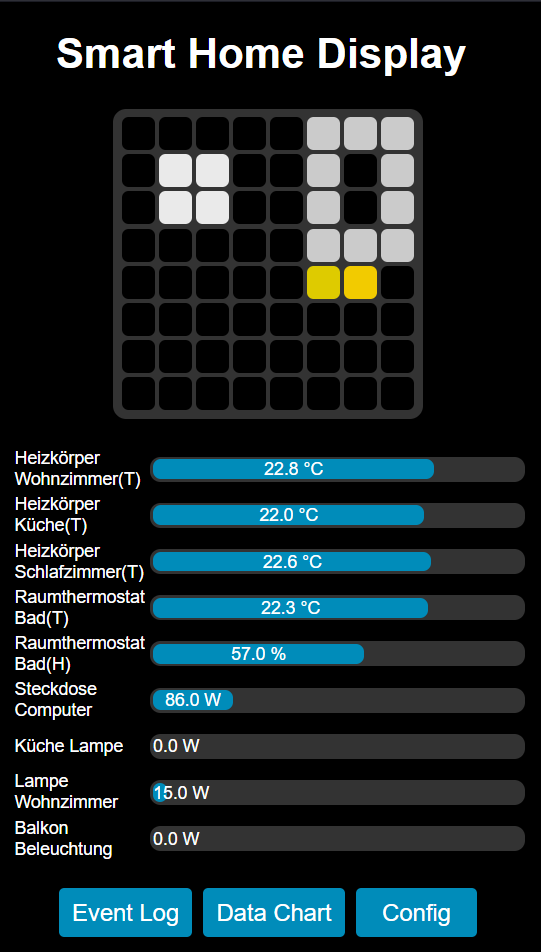 Smart Home Display
Heizkörper
Wohnzimmer(T)
22.8 °C
Heizkörper
Küche(T)
22.0 °C
Heizkörper
Schlafzimmer(T)
22.6 °C
Raumthermostat
Bad(T)
22.3 °C
Raumthermostat
Bad(H)
57.0 %
Steckdose
Computer
86.0 W
Küche Lampe
0.0 W
Lampe
Wohnzimmer
15.0 W
Balkon
Beleuchtung
0.0 W
Event Log
Data Chart
Config